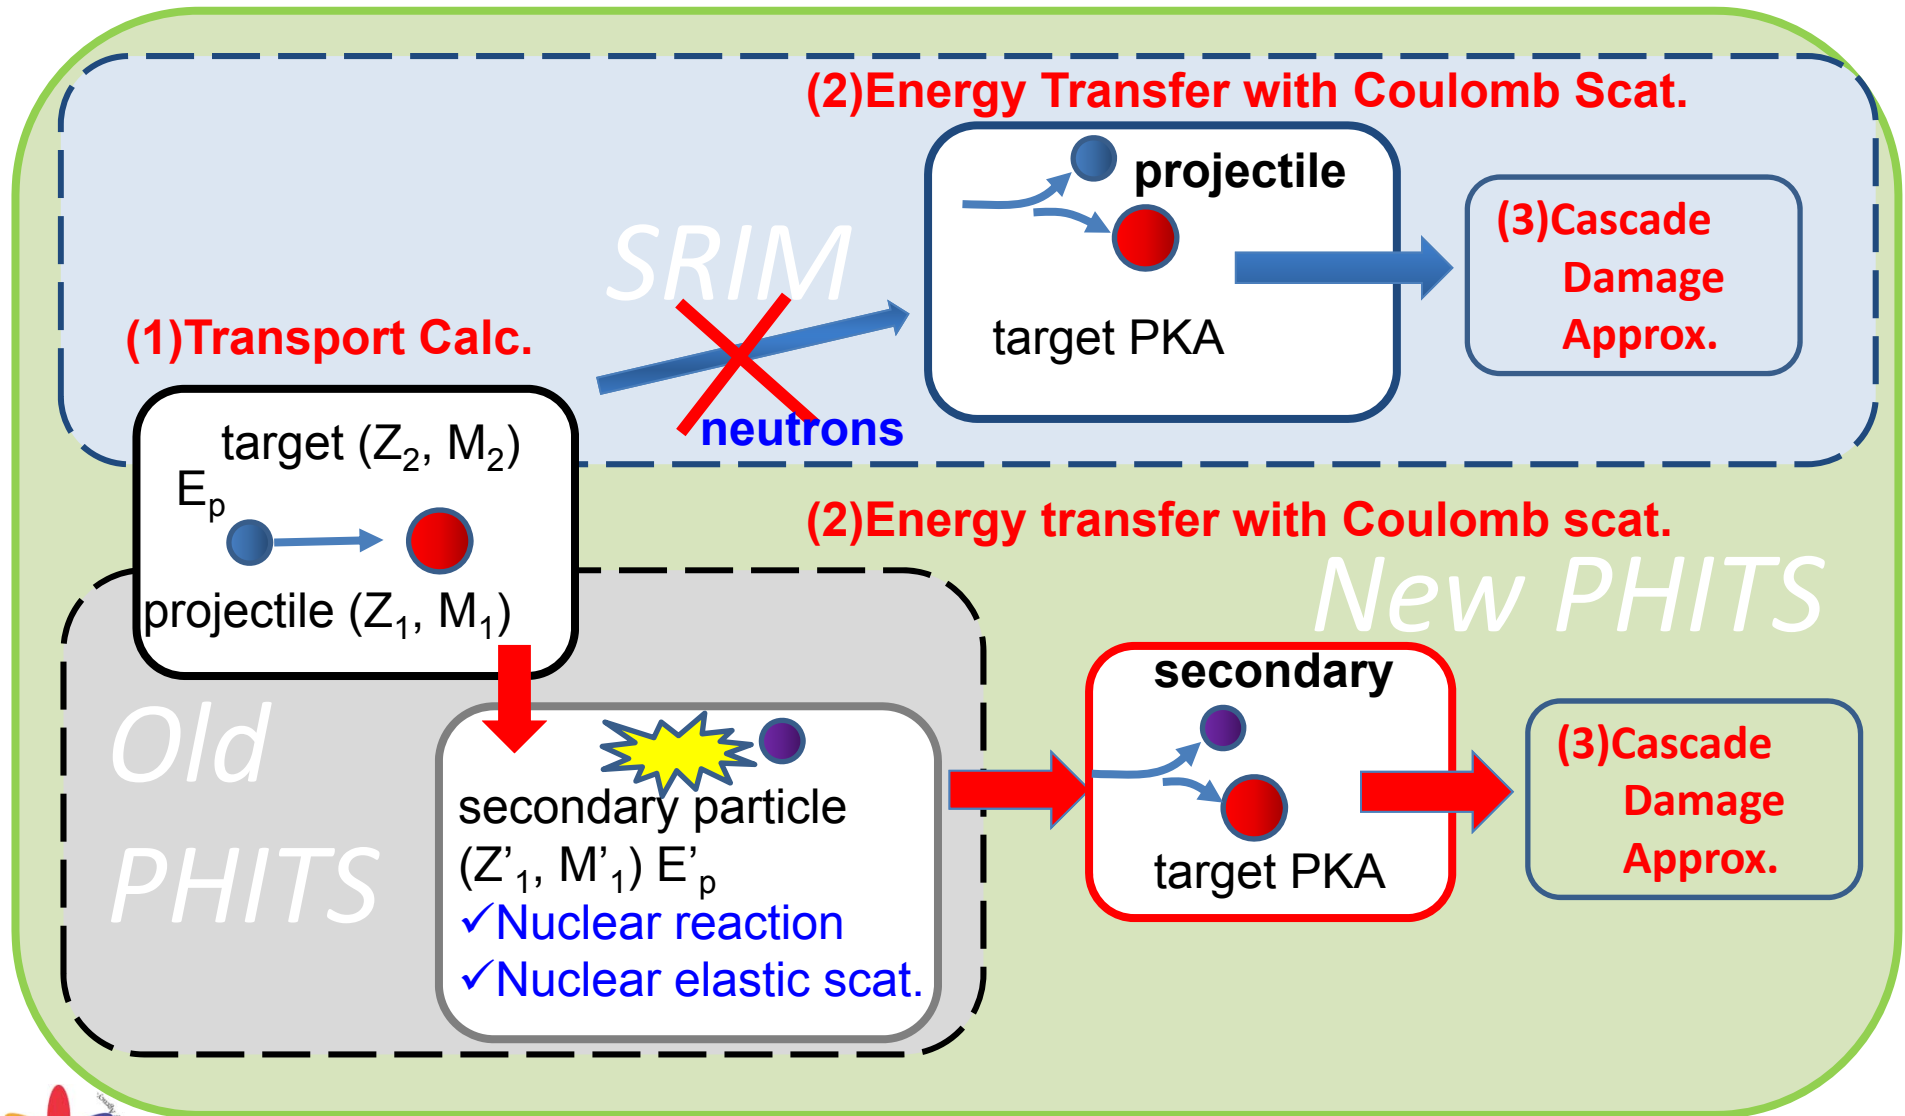 (2)Energy Transfer with Coulomb Scat.
projectile
target PKA
(3)Cascade
Damage
Approx.
SRIM
(1)Transport Calc.
neutrons
target (Z2, M2)
Ep
projectile (Z1, M1)
(2)Energy transfer with Coulomb scat.
New PHITS
Old
PHITS
secondary particle
(Z’1, M’1) E’p
✓Nuclear reaction
✓Nuclear elastic scat.
secondary
target PKA
(3)Cascade
Damage
Approx.